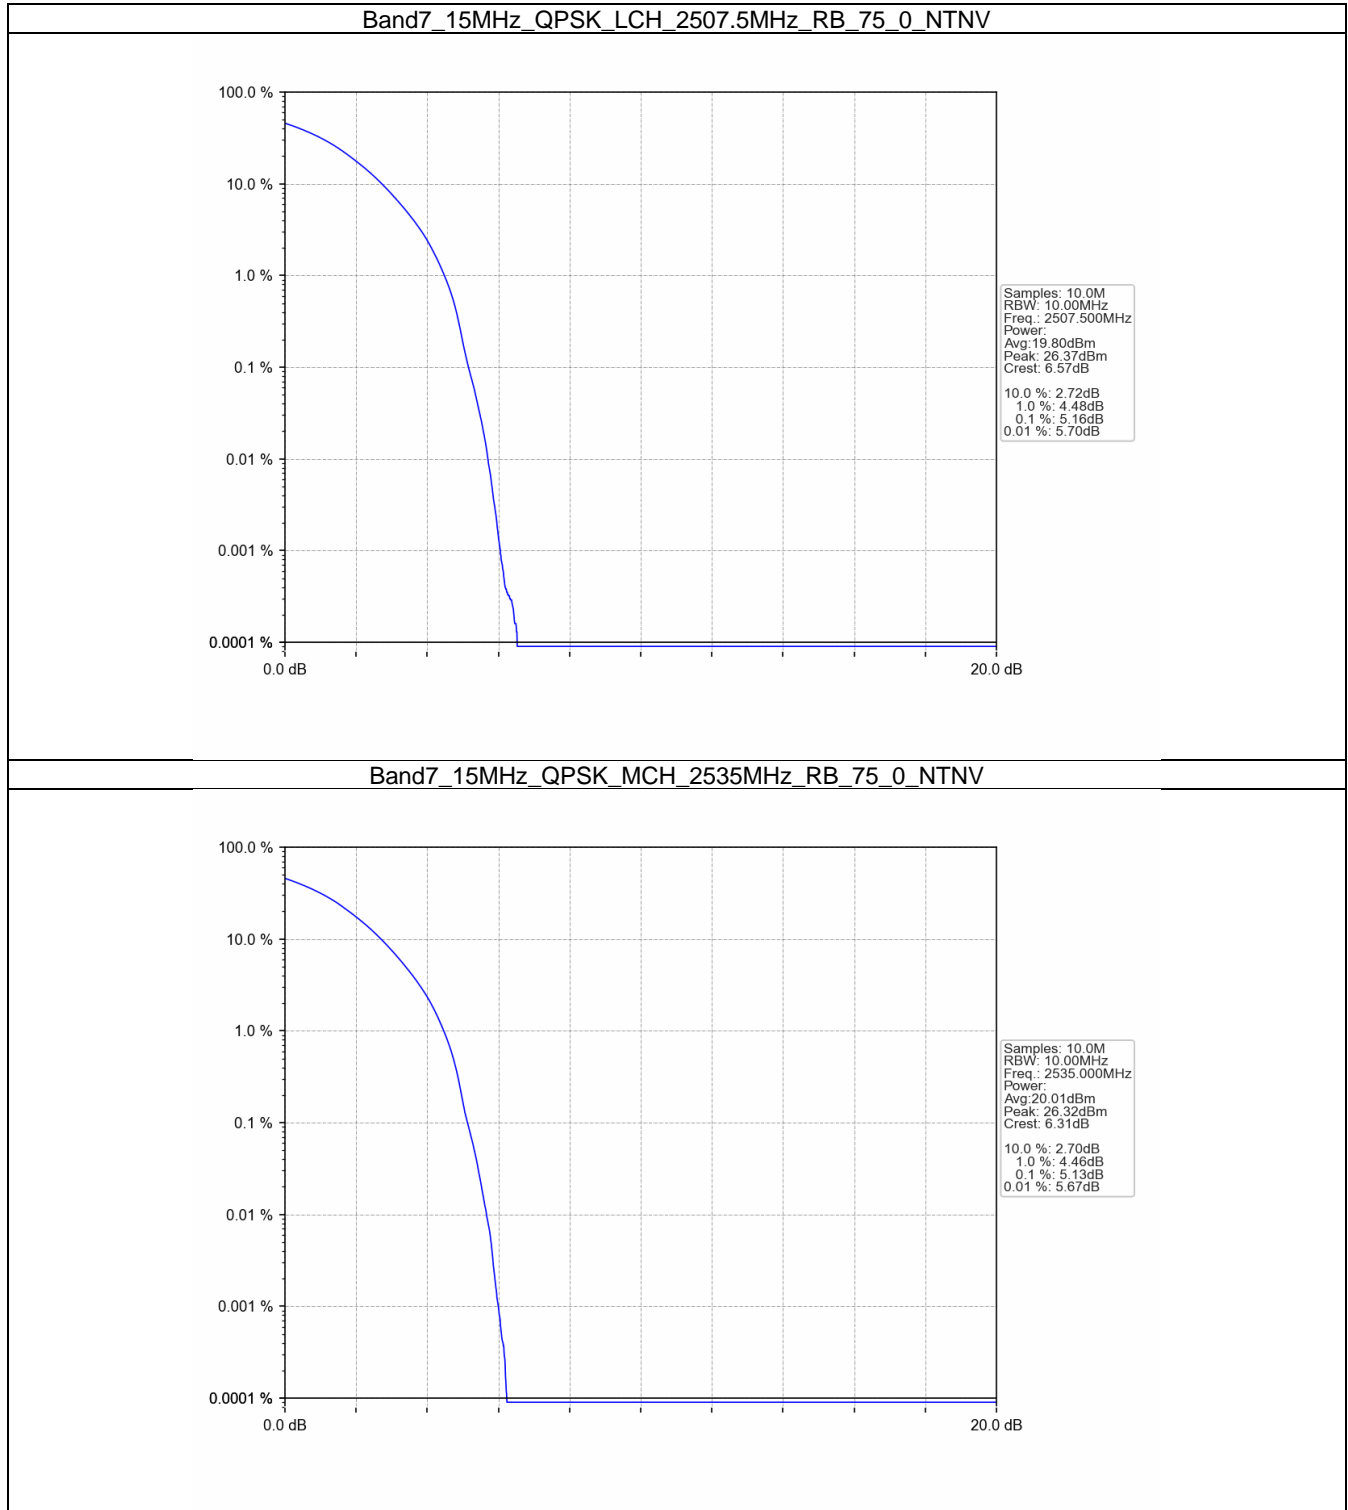 Band7_15MHz_QPSK_LCH_2507.5MHz_RB_75_0_NTNV
100.0 %
10.0 %
1.0 %
0.1 %
0.01 %
0.001 %
0.0001 %
0.0 dB
20.0 dB
Samples: 10.0M
RBW: 10.00MHz
Freq.: 2507.500MHz
Power:
Avg:19.80dBm
Peak: 26.37dBm
Crest: 6.57dB
10.0 %: 2.72dB
1.0 %: 4.48dB
0.1 %: 5.16dB
0.01 %: 5.70dB
Band7_15MHz_QPSK_MCH_2535MHz_RB_75_0_NTNV
100.0 %
10.0 %
1.0 %
0.1 %
0.01 %
0.001 %
0.0001 %
0.0 dB
20.0 dB
Samples: 10.0M
RBW: 10.00MHz
Freq.: 2535.000MHz
Power:
Avg:20.01dBm
Peak: 26.32dBm
Crest: 6.31dB
10.0 %: 2.70dB
1.0 %: 4.46dB
0.1 %: 5.13dB
0.01 %: 5.67dB